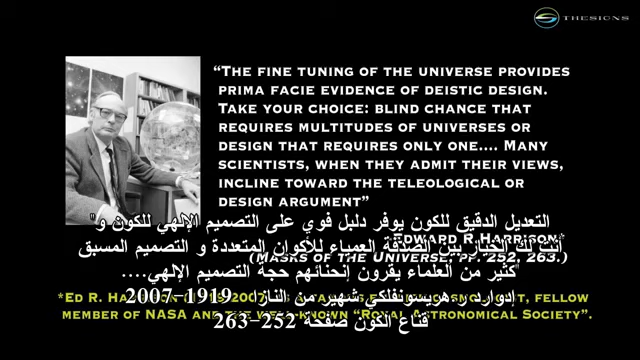 THESIONS
“THE FINE TUNING OF THE UNIVERSE PROVIDES
PRIMA FACIE EVIDENCE OF DEISTIC DESIGN.
TAKE YOUR CHOICE: BLIND CHANCE THAT
REQUIRES MULTITUDES OF UNIVERSES OR
DESIGN THAT REQUIRES ONLY ONE.... MANY
SCIENTISTS, WHEN THEY ADMIT THEIR VIEWS,
INCLINE TOWARD THE TELEOLOGICAL OR
DESIGN ARGUMENT”
EDWARD R. HARRISON*
(MASKS OF THE UNIVERSE, PP. 252, 263.)
*ED R. FELLOW
MEMBER OF NASA AND THE WELL-KNOWN “ROYAL ASTRONOMICAL SOCIETY”.
"التعديل الدقيق للكون يوفر دليل فوي على التصميم الإلهي للكون و
أنت لك الخيار بين الصدفة العمياء للأكوان المتعددة و التصميم المسبق
كثير من العلماء يقرون إنحنائهم حجة التصميم الإلهي...."
إدوارد ر.هريسونفلكي شهير من النازا 1919-2007
قناع الكون صفحة 252-263